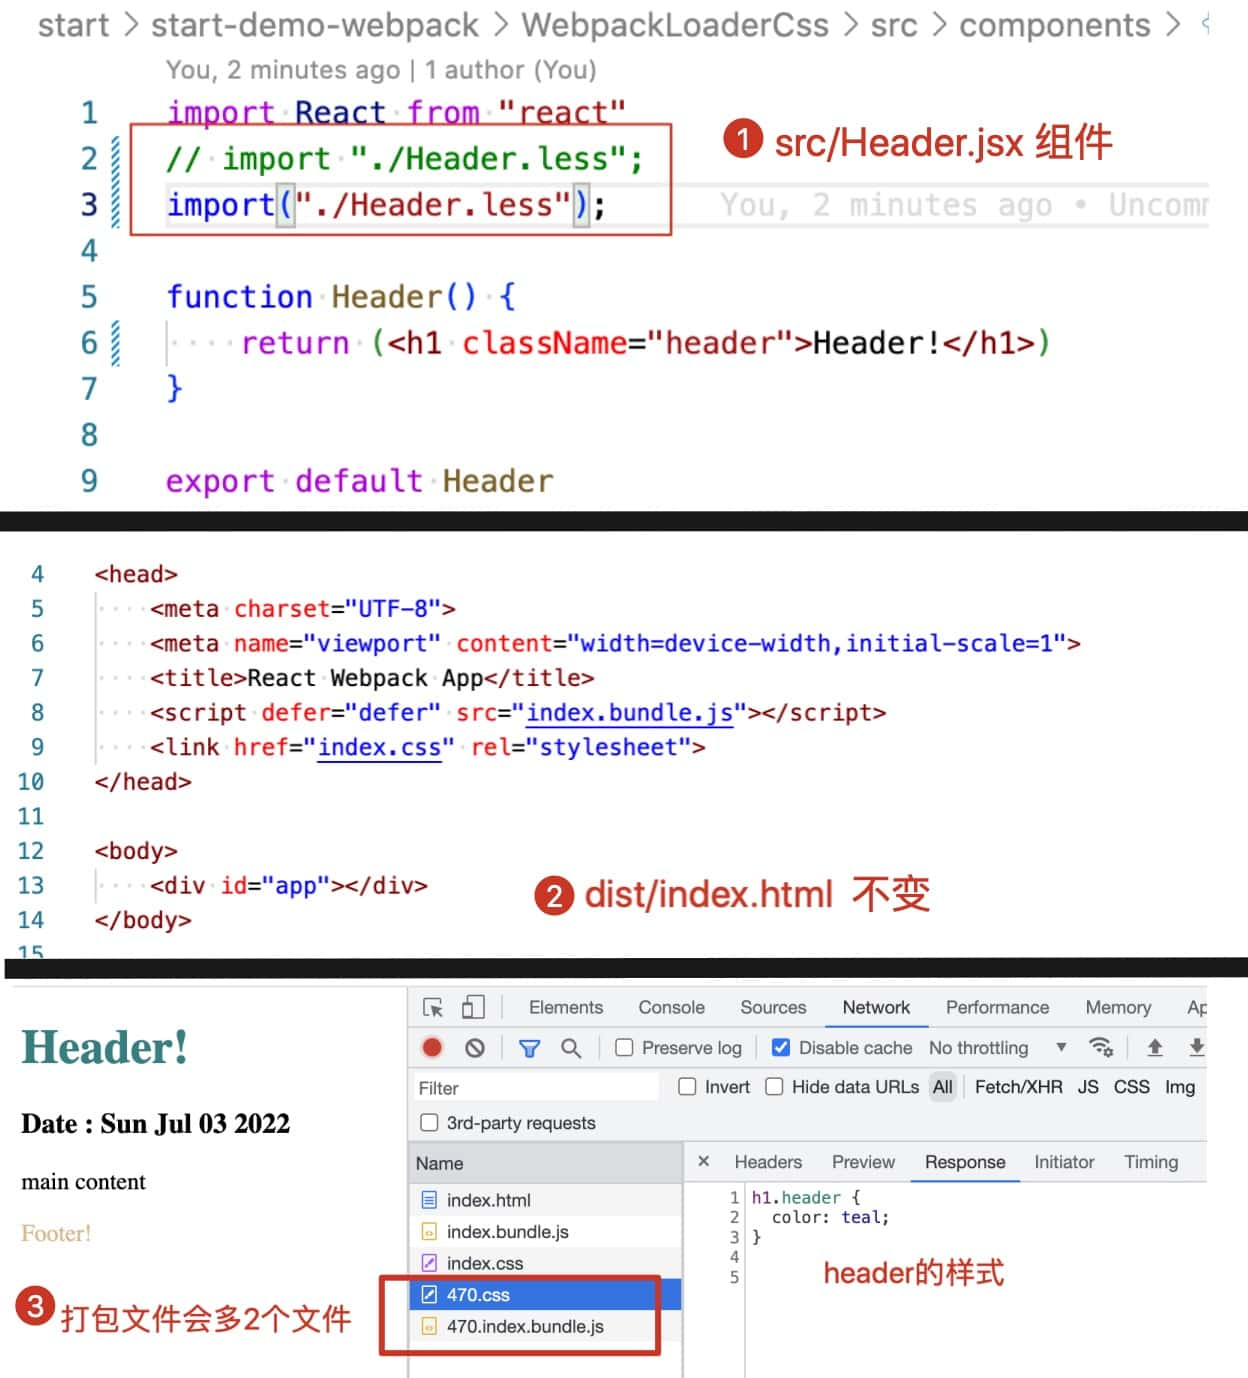 start > start-demo-webpack > WebpackLoaderCss > src > components >
You, 2 minutes ago | 1 author (You)
1 import React from "react"
2 // import "./Header.less";
3 import("./Header.less"); You, 2 minutes ago • Uncomm
① src/Header.jsx 组件
4
5 function Header() {
6 return (<h1 className="header">Header!</h1>)
7 }
8
9 export default Header
4 <head>
5 <meta charset="UTF-8">
6 <meta name="viewport" content="width=device-width,initial-scale=1">
7 <title>React Webpack App</title>
8 <script defer="defer" src="index.bundle.js"></script>
9 <link href="index.css" rel="stylesheet">
10 </head>
11
12 <body>
13 <div id="app"></div>
14 </body>
15
② dist/index.html 不变
Header!
Date : Sun Jul 03 2022
main content
Footer!
③ 打包文件会多2个文件
Elements Console Sources Network Performance Memory Ap
Preserve log Disable cache No throttling
Filter Invert Hide data URLs All Fetch/XHR JS CSS Img
3rd-party requests
Name
index.html
index.bundle.js
index.css
470.css
470.index.bundle.js
× Headers Preview Response Initiator Timing
1 h1.header {
2 color: teal;
3 }
4
5
header的样式